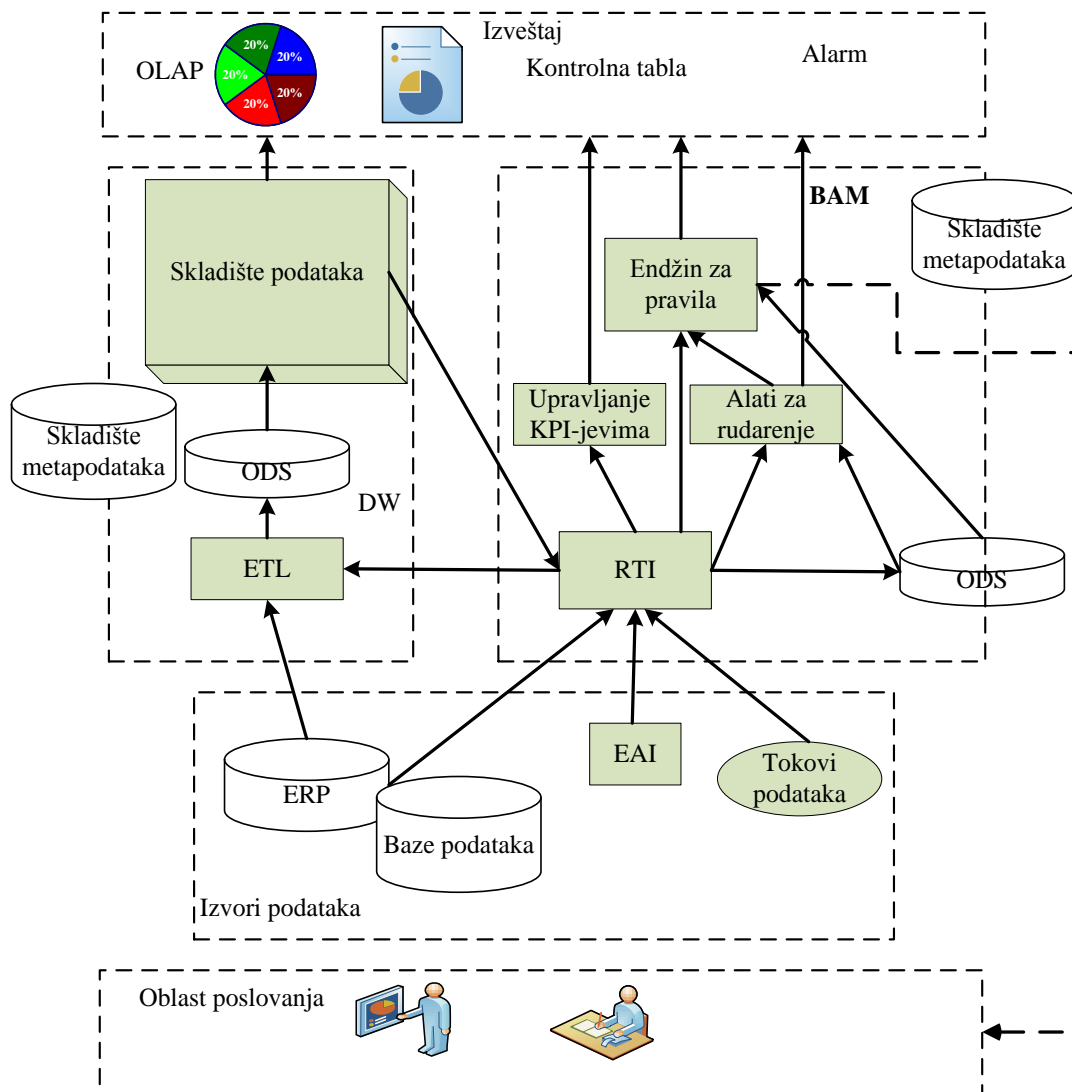 Izveštaj
OLAP
20%
20%
20%
20%
20%
Kontrolna tabla
Alarm
BAM
Skladište
metapodataka
Skladište podataka
Endžin za
pravila
Upravljanje
KPI-jevima
Alati za
rudarenje
Skladište
metapodataka
ODS
DW
ETL
RTI
ODS
ERP
EAI
Tokovi
podataka
Baze podataka
Izvori podataka
Oblast poslovanja